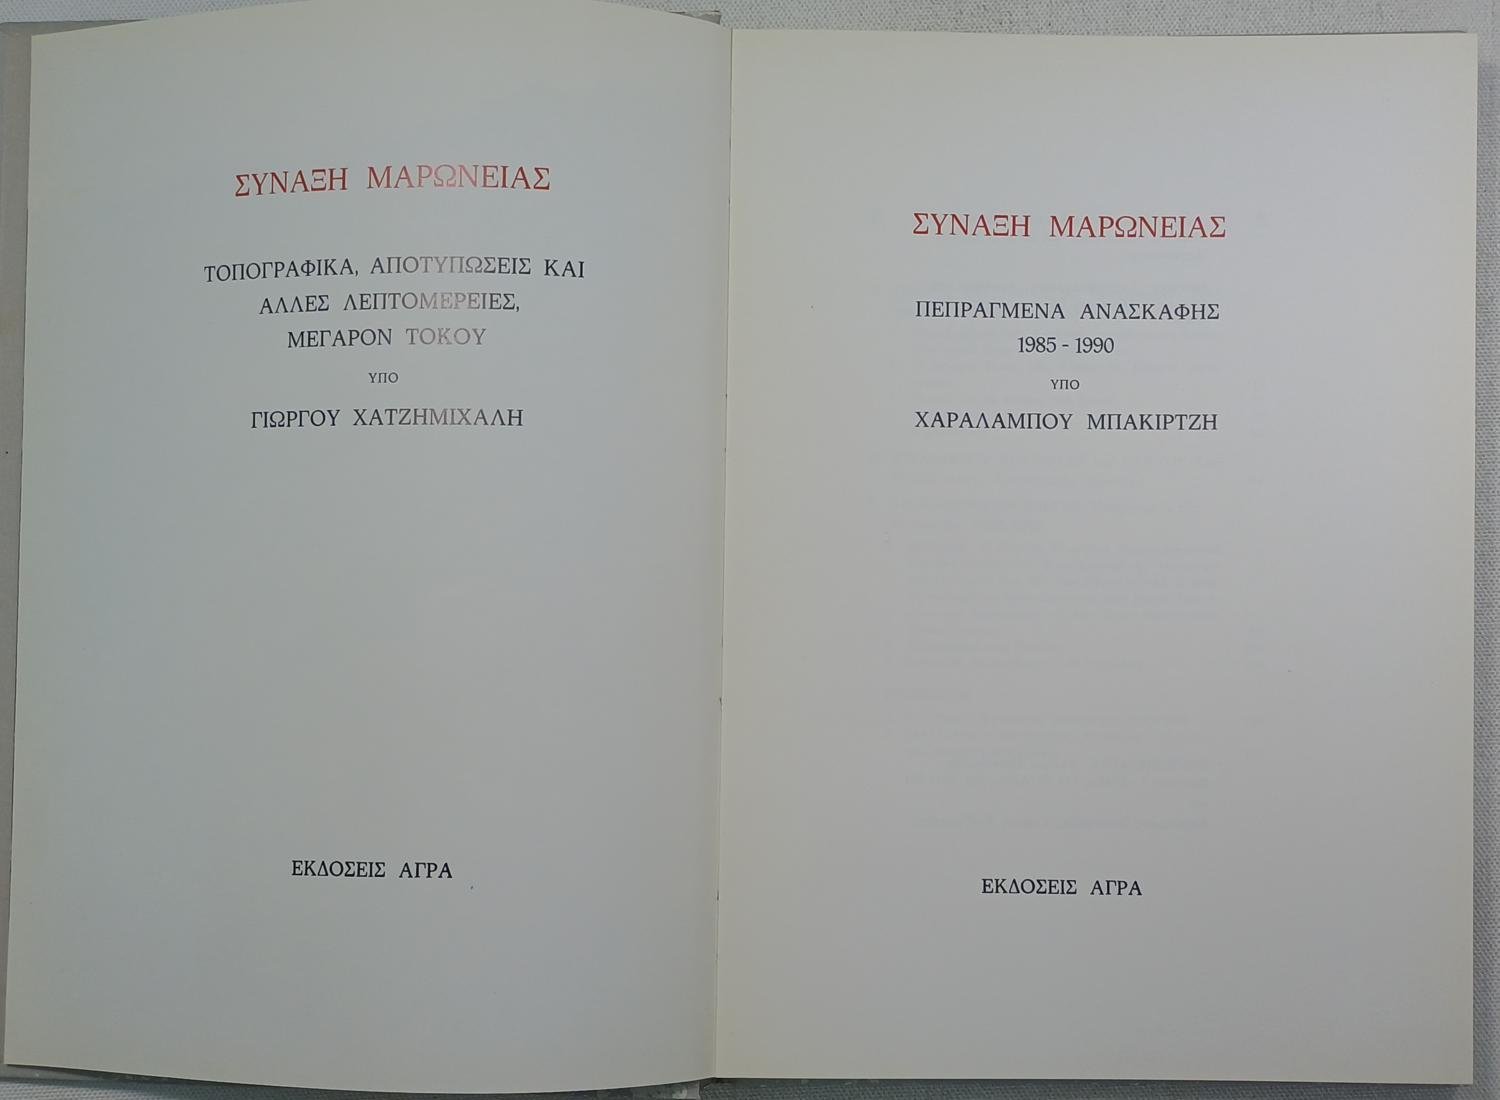 ΣΥΝΑΞΗ ΜΑΡΩΝΕΙΑΣ
ΤΟΠΟΓΡΑΦΙΚΑ, ΑΠΟΤΥΠΩΣΕΙΣ ΚΑΙ
ΑΛΛΕΣ ΛΕΠΤΟΜΕΡΕΙΕΣ,
ΜΕΓΑΡΟΝ ΤΟΚΟΥ
ΥΠΟ
ΓΙΩΡΓΟΥ ΧΑΤΖΗΜΙΧΑΛΗ
ΕΚΔΟΣΕΙΣ ΑΓΡΑ
ΣΥΝΑΞΗ ΜΑΡΩΝΕΙΑΣ
ΠΕΠΡΑΓΜΕΝΑ ΑΝΑΣΚΑΦΗΣ
1985 - 1990
ΥΠΟ
ΧΑΡΑΛΑΜΠΟΥ ΜΠΑΚΙΡΤΖΗ
ΕΚΔΟΣΕΙΣ ΑΓΡΑ